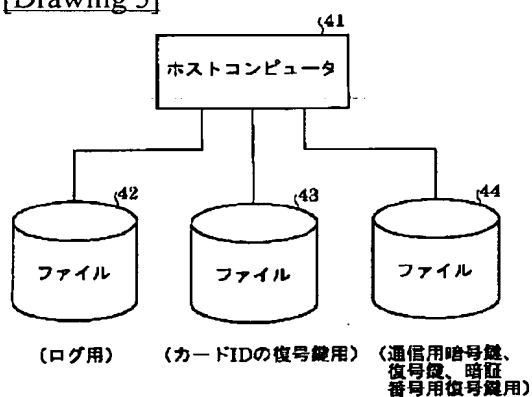 [Drawing 5]
41
ホストコンピュータ
42
43
44
ファイル
ファイル
ファイル
(ログ用)
(カードIDの復号鍵用)
(通信用暗号鍵、
復号鍵、暗証
番号用復号鍵用)